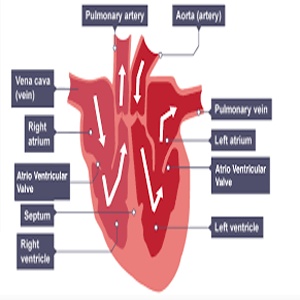 Pulmonary artery
Aorta (artery)
Vena cava
(vein)
Pulmonary vein
Right
atrium
Left atrium
Atrio Ventricular
Valve
Atrio Ventricular
Valve
Septum
Left ventricle
Right
ventricle